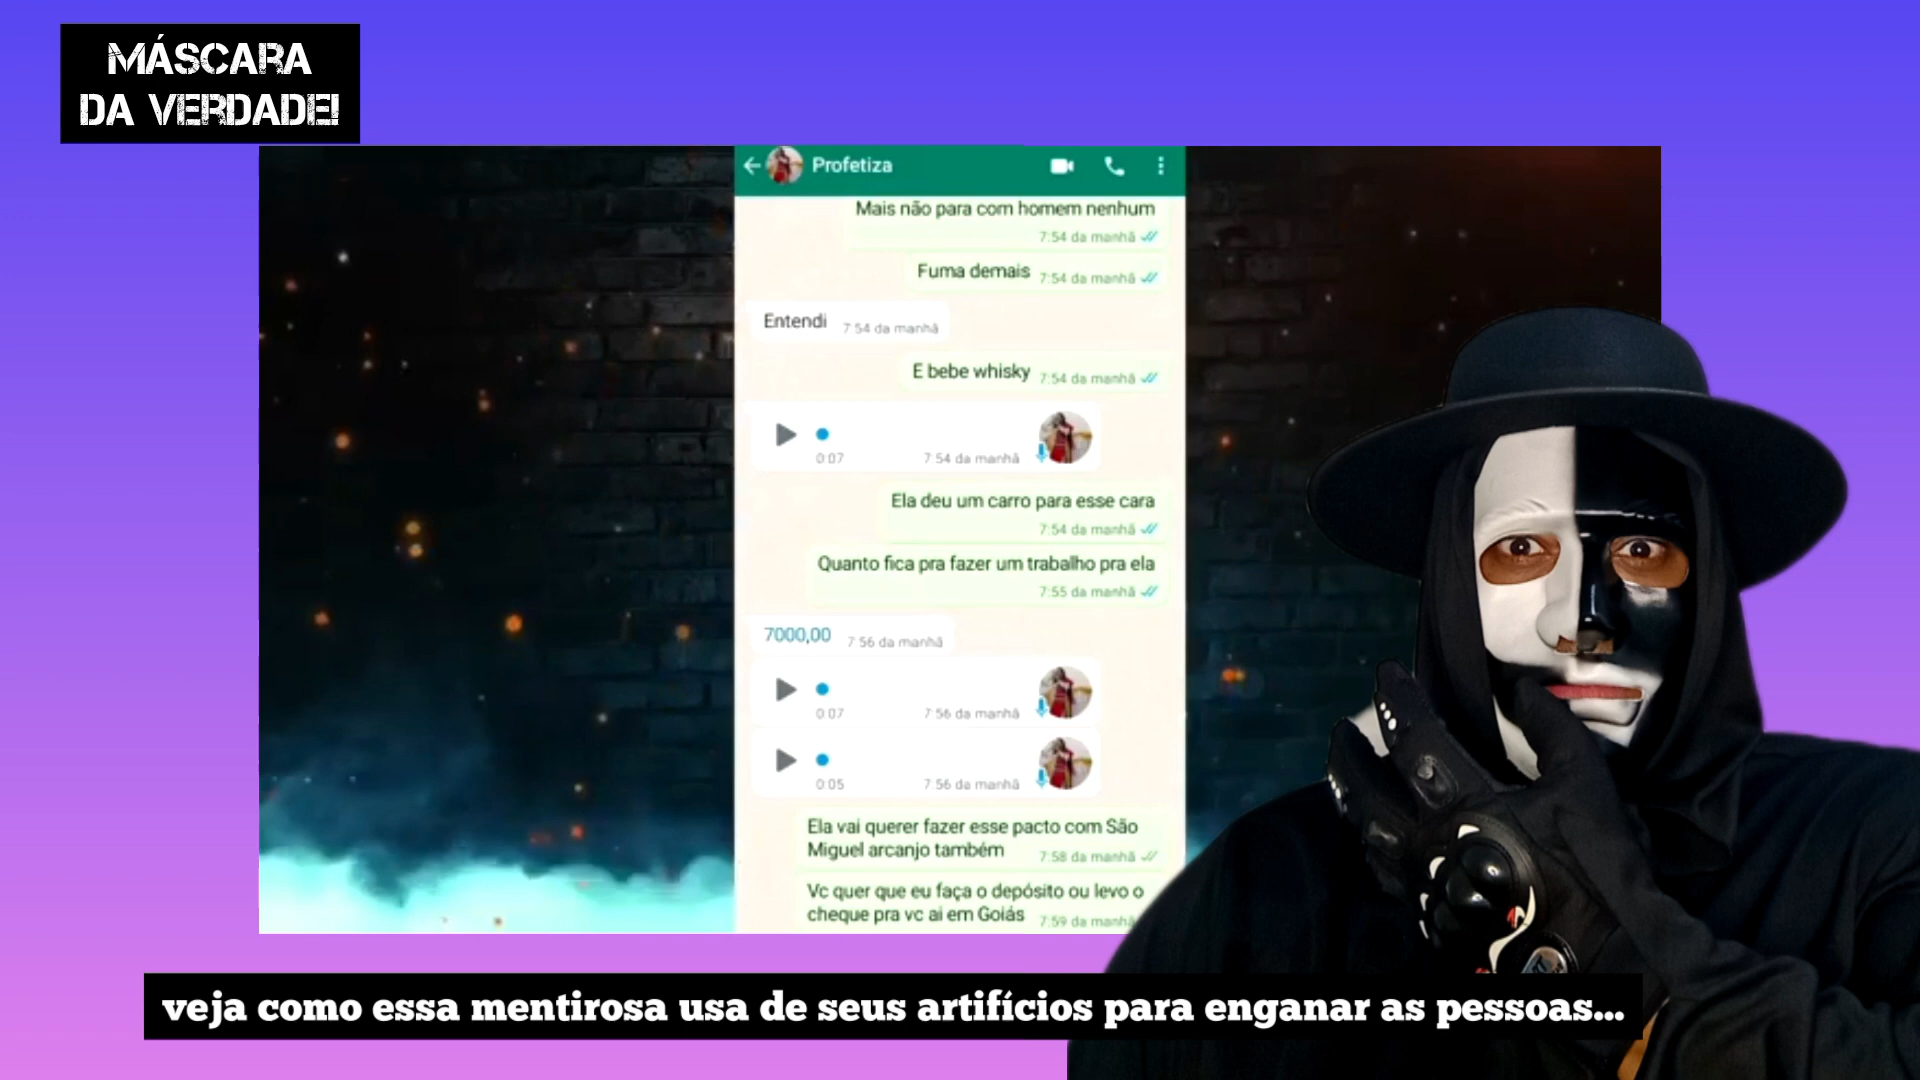 MÁSCARA
DA VERDADE!
Profetiza
Mais não para com homem nenhum
7:54 da manhã
Fuma demais 7:54 da manhã
Entendi 7:54 da manhã
E bebe whisky 7:54 da manhã
0:07 7:54 da manhã
Ela deu um carro para esse cara
7:54 da manhã
Quanto fica pra fazer um trabalho pra ela
7:55 da manhã
7000,00 7:56 da manhã
0:07 7:56 da manhã
0:05 7:56 da manhã
Ela vai querer fazer esse pacto com São
Miguel arcanjo também 7:58 da manhã
Vc quer que eu faça o depósito ou levo o
cheque pra vc ai em Goiás 7:59 da manhã
veja como essa mentirosa usa de seus artifícios para enganar as pessoas...